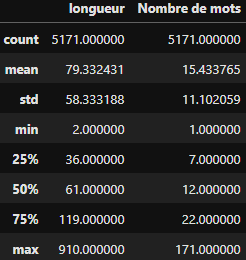 longueur Nombre de mots
count 5171.000000 5171.000000
mean 79.332431 15.433765
std 58.333188 11.102059
min 2.000000 1.000000
25% 36.000000 7.000000
50% 61.000000 12.000000
75% 119.000000 22.000000
max 910.000000 171.000000